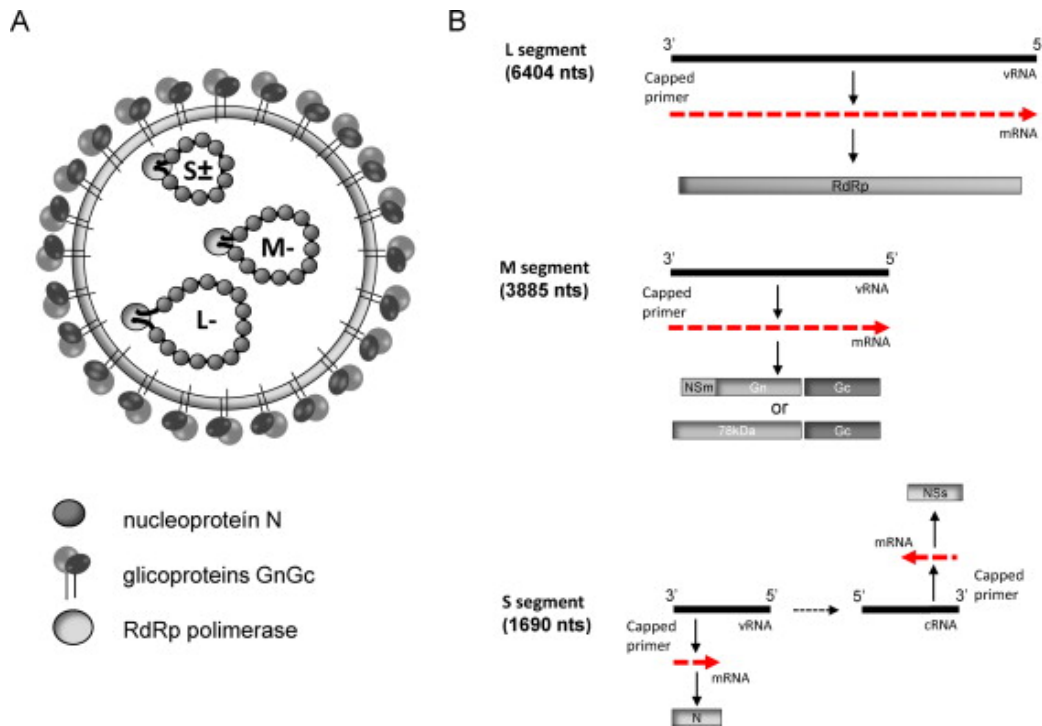 A
S±
M-
L-
nucleoprotein N
glicoproteins GnGc
RdRp polimerase
B
L segment
(6404 nts)
3’
5
vRNA
Capped
primer
mRNA
RdRp
M segment
(3885 nts)
3’
5’
vRNA
Capped
primer
mRNA
NSm
Gn
Gc
or
78kDa
Gc
NSs
mRNA
Capped
primer
S segment
(1690 nts)
3’
5’
5’
3’
vRNA
cRNA
Capped
primer
mRNA
N